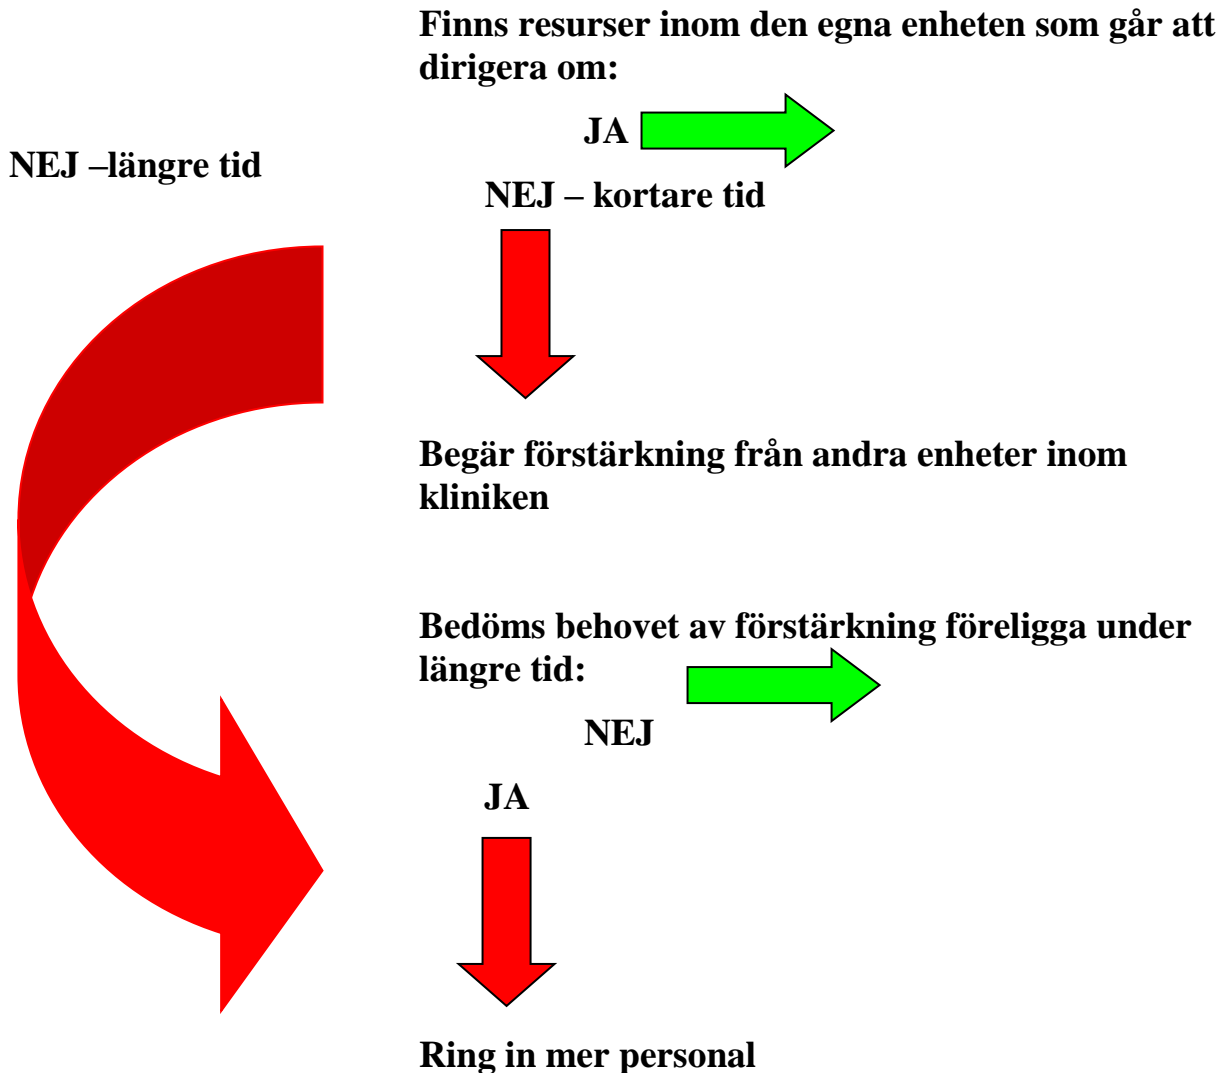 Finns resurser inom den egna enheten som går att
dirigera om:
JA
NEJ –längre tid
NEJ – kortare tid
Begär förstärkning från andra enheter inom
kliniken
Bedöms behovet av förstärkning föreligga under
längre tid:
NEJ
JA
Ring in mer personal